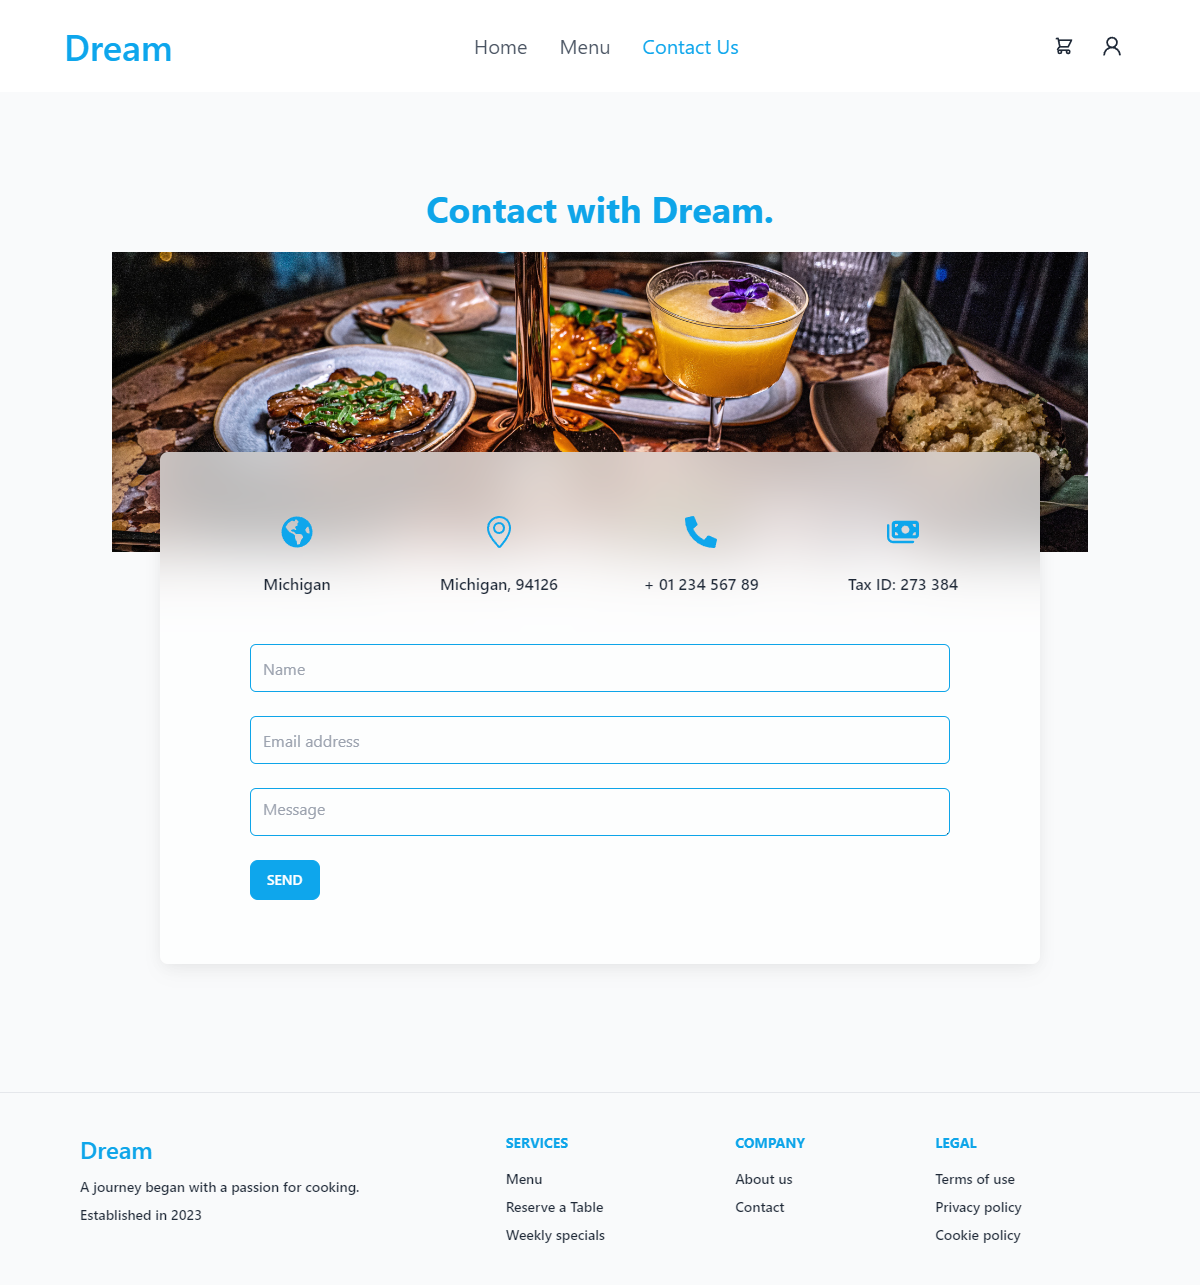 Dream
Home Menu Contact Us
Contact with Dream.
Michigan
Michigan, 94126
+ 01 234 567 89
Tax ID: 273 384
Name
Email address
Message
SEND
Dream
A journey began with a passion for cooking.
Established in 2023
SERVICES
Menu
Reserve a Table
Weekly specials
COMPANY
About us
Contact
LEGAL
Terms of use
Privacy policy
Cookie policy